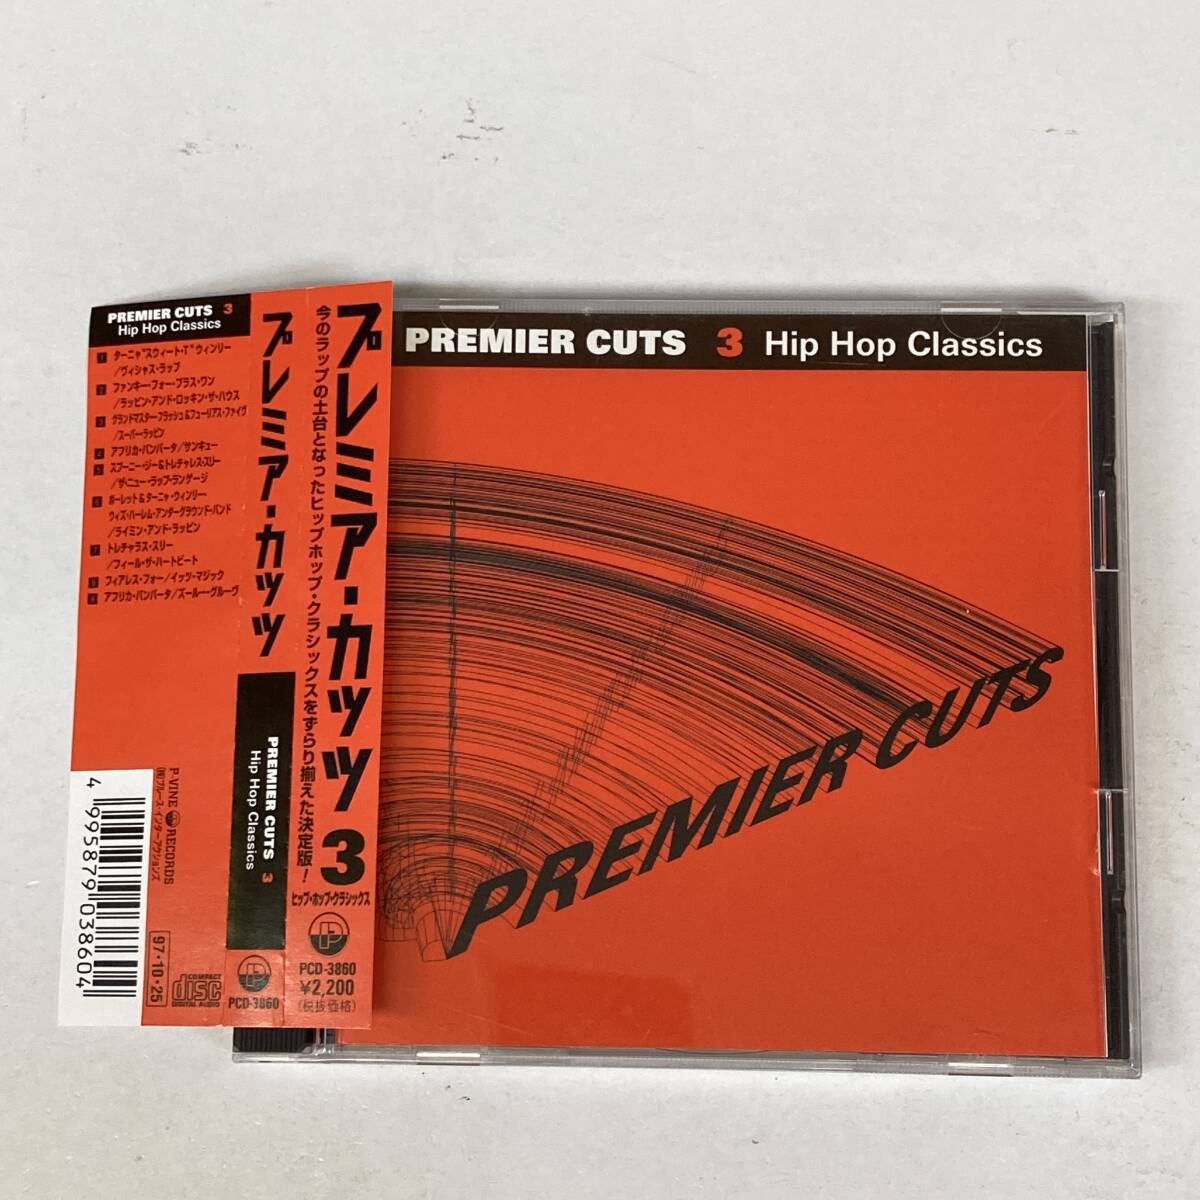 PREMIER CUTS 3
Hip Hop Classics
1 ターニャ"スウィート・T"ウィンリー
/ヴィシャス・ラップ
2 ファンキー・フォー・プラス・ワン
/ラッピン・アンド・ロッキン・ザ・ハウス
3 グランドマスター・フラッシュ&フューリアス・ファイヴ
/スーパー・ラッピン
4 アフリカ・バンバータ/サンキュー
5 スプーニー・ジー&トレチャレス・スリー
/ザ・ニュー・ラップ・ランゲージ
6 ポーレット&ターニャ・ウィンリー・
ウィズ・ハーレム・アンダーグラウンド・バンド
/ライミン・アンド・ラッピン
7 トレチャラス・スリー
/フィール・ザ・ハートビート
8 フィアレス・フォー/イッツ・マジック
9 アフリカ・バンバータ/ズールー・グルーヴ
P-VINE RECORDS
(株)ブルース・インターアクションズ
4 995879 038604
97・10・25
COMPACT
disc
DIGITAL AUDIO
プレミア・カッツ
PREMIER CUTS 3
Hip Hop Classics
P
PCD-3860
プレミア・カッツ 3
今のラップの土台となったヒップホップ・クラシックスをずらり揃えた決定版!
ヒップ・ホップ・クラシックス
P
PCD-3860
¥2,200
(税抜価格)
PREMIER CUTS 3 Hip Hop Classics
PREMIER CUTS